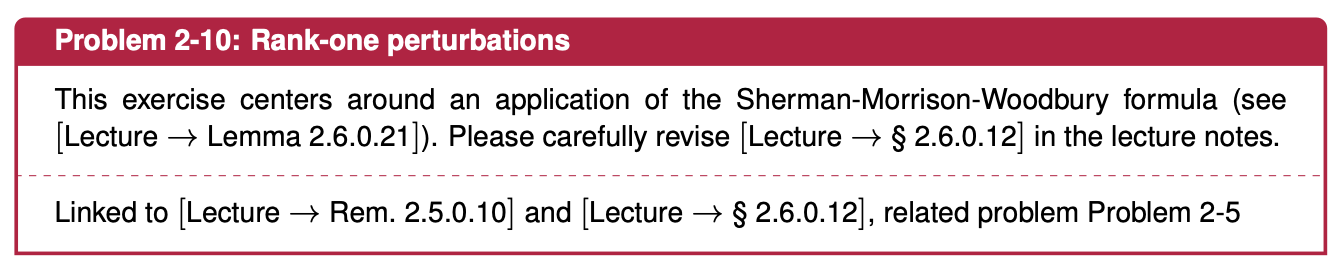 Problem 2-10: Rank-one perturbations
This exercise centers around an application of the Sherman-Morrison-Woodbury formula (see
[Lecture → Lemma 2.6.0.21]). Please carefully revise [Lecture → § 2.6.0.12] in the lecture notes.
Linked to [Lecture → Rem. 2.5.0.10] and [Lecture → § 2.6.0.12], related problem Problem 2-5